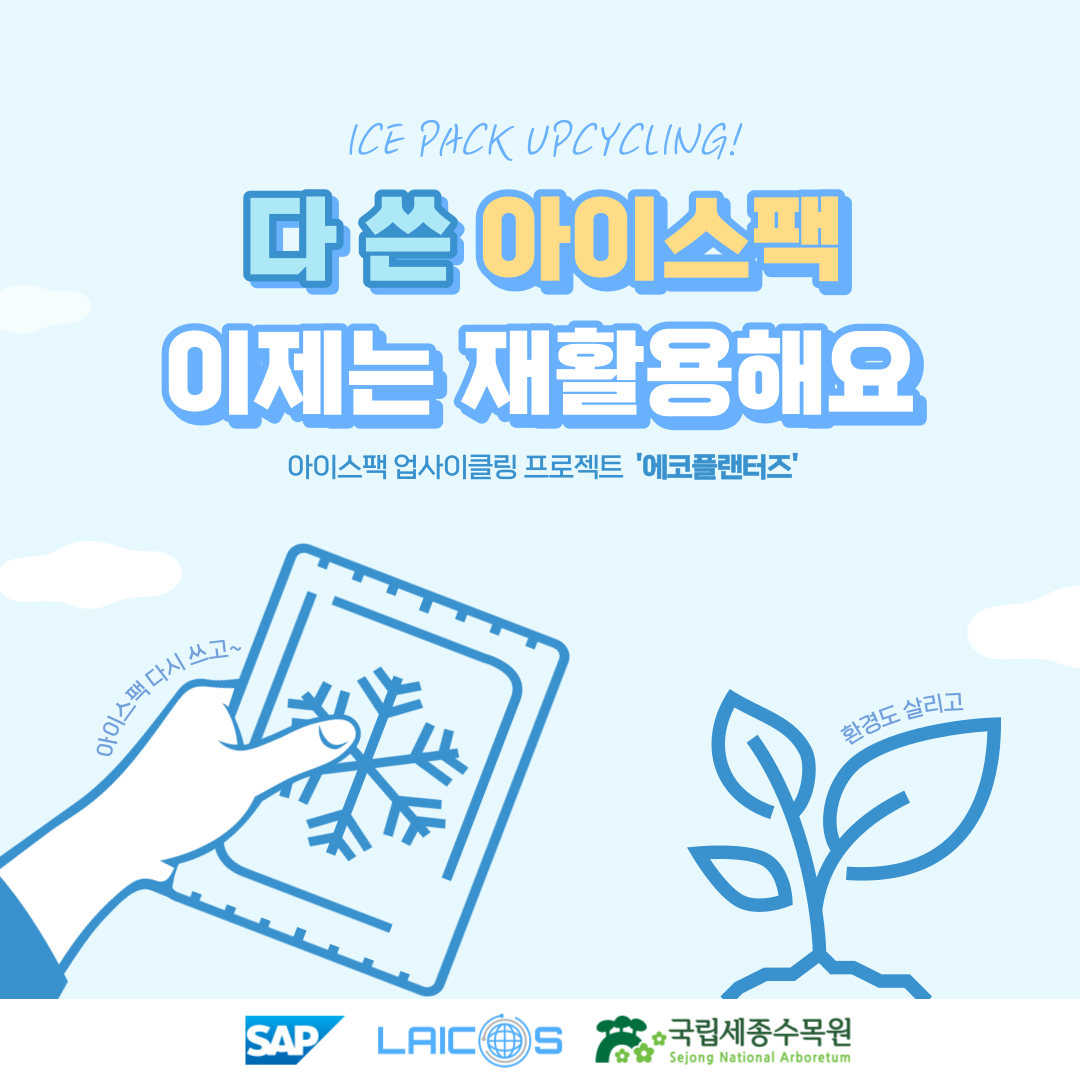 ICE PACK UPCYCLING!
다 쓴 아이스팩
이제는 재활용해요
아이스팩 업사이클링 프로젝트 '에코플랜터즈'
아이스팩 다시 쓰고~
환경도 살리고
SAP
LAICOS
국립세종수목원
Sejong National Arboretum